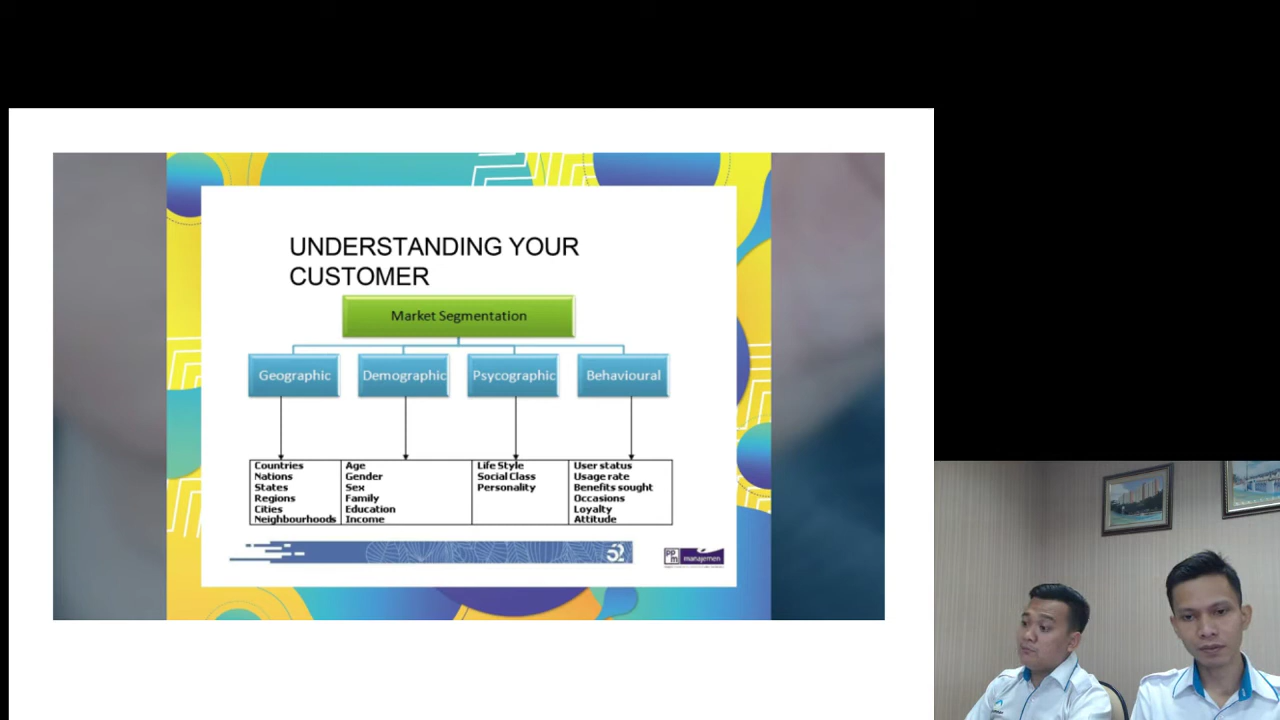 UNDERSTANDING YOUR
CUSTOMER
Market Segmentation
Geographic
Demographic
Psycographic
Behavioural
Countries
Nations
States
Regions
Cities
Neighbourhoods
Age
Gender
Sex
Family
Education
Income
Life Style
Social Class
Personality
User status
Usage rate
Benefits sought
Occasions
Loyalty
Attitude
52
ppm
manajemen